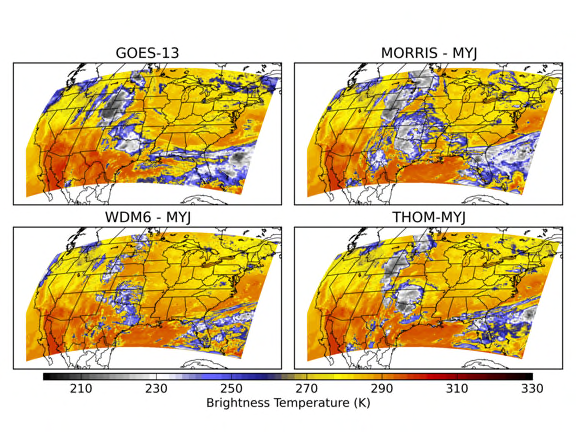 GOES-13
MORRIS - MYJ
WDM6 - MYJ
THOM-MYJ
210 230 250 270 290 310 330
Brightness Temperature (K)